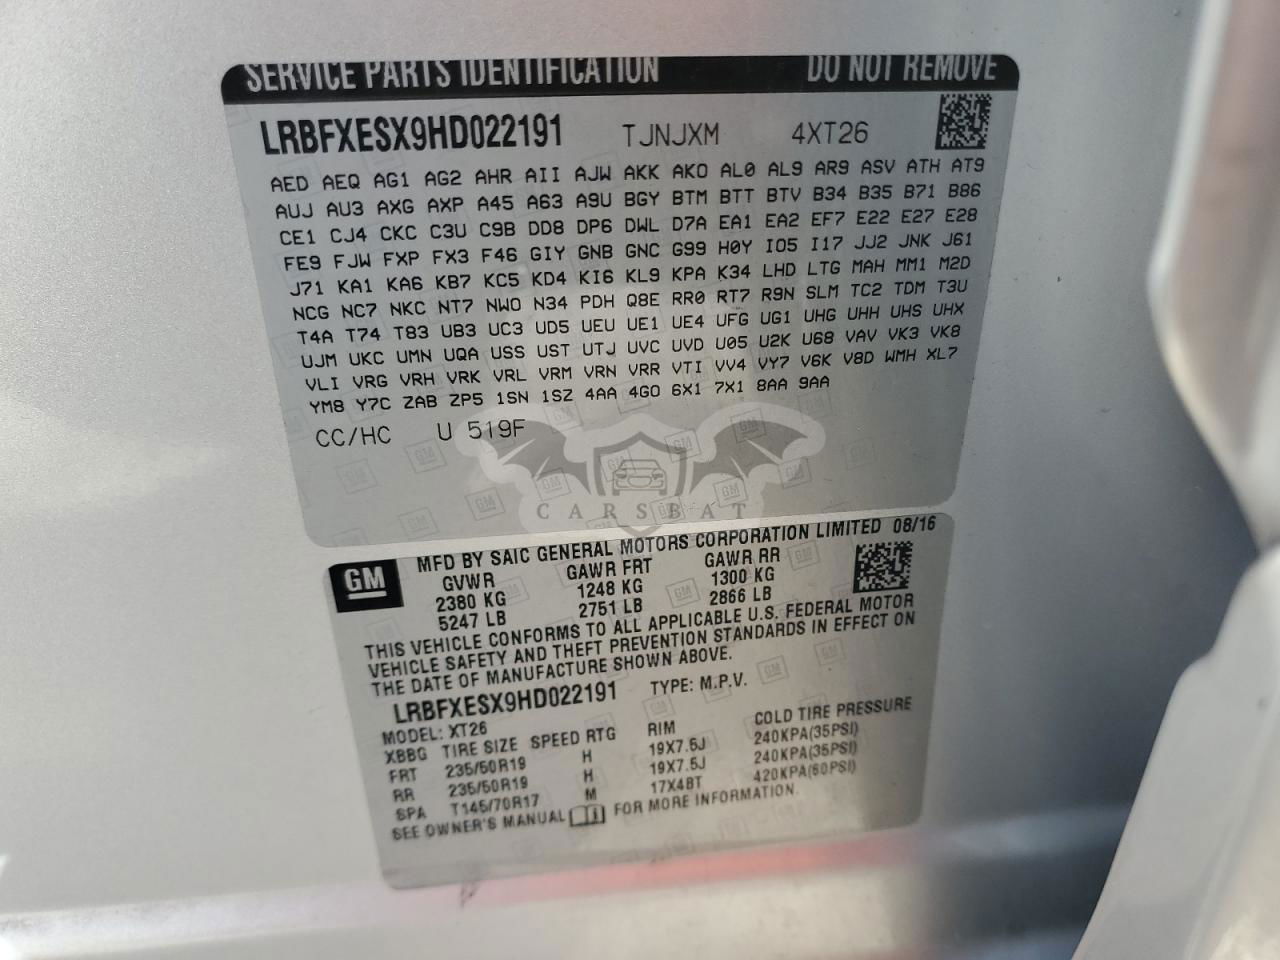 SERVICE PARTS IDENTIFICATION DO NOT REMOVE
LRBFXESX9HD022191 TJNJXM 4XT26
AED AEQ AG1 AG2 AHR AII AJW AKK AKO AL0 AL9 AR9 ASV ATH AT9
AUJ AU3 AXG AXP A45 A63 A9U BGY BTM BTT BTV B34 B35 B71 B86
CE1 CJ4 CKC C3U C9B DD8 DP6 DWL D7A EA1 EA2 EF7 E22 E27 E28
FE9 FJW FXP FX3 F46 GIY GNB GNC G99 H0Y IO5 I17 JJ2 JNK J61
J71 KA1 KA6 KB7 KC5 KD4 KI6 KL9 KPA K34 LHD LTG MAH MM1 M2D
NCG NC7 NKC NT7 NWO N34 PDH Q8E RR0 RT7 R9N SLM TC2 TDM T3U
T4A T74 T83 UB3 UC3 UD5 UEU UE1 UE4 UFG UG1 UHG UHH UHS UHX
UJM UKC UMN UQA USS UST UTJ UVC UVD U05 U2K U68 VAV VK3 VK8
VLI VRG VRH VRK VRL VRM VRN VRR VTI VV4 VY7 V6K V8D WMH XL7
YM8 Y7C ZAB ZP5 1SN 1SZ 4AA 4GO 6X1 7X1 8AA 9AA
CC/HC U 519F
CARSBAT
GM
MFD BY SAIC GENERAL MOTORS CORPORATION LIMITED 08/16
GVWR GAWR FRT GAWR RR
2380 KG 1248 KG 1300 KG
5247 LB 2751 LB 2866 LB
THIS VEHICLE CONFORMS TO ALL APPLICABLE U.S. FEDERAL MOTOR
VEHICLE SAFETY AND THEFT PREVENTION STANDARDS IN EFFECT ON
THE DATE OF MANUFACTURE SHOWN ABOVE.
LRBFXESX9HD022191 TYPE: M.P.V.
MODEL: XT26
XBBG TIRE SIZE SPEED RTG RIM COLD TIRE PRESSURE
FRT 235/50R19 H 19X7.5J 240KPA(35PSI)
RR 235/50R19 H 19X7.5J 240KPA(35PSI)
SPA T145/70R17 M 17X4BT 420KPA(60PSI)
SEE OWNER'S MANUAL FOR MORE INFORMATION.